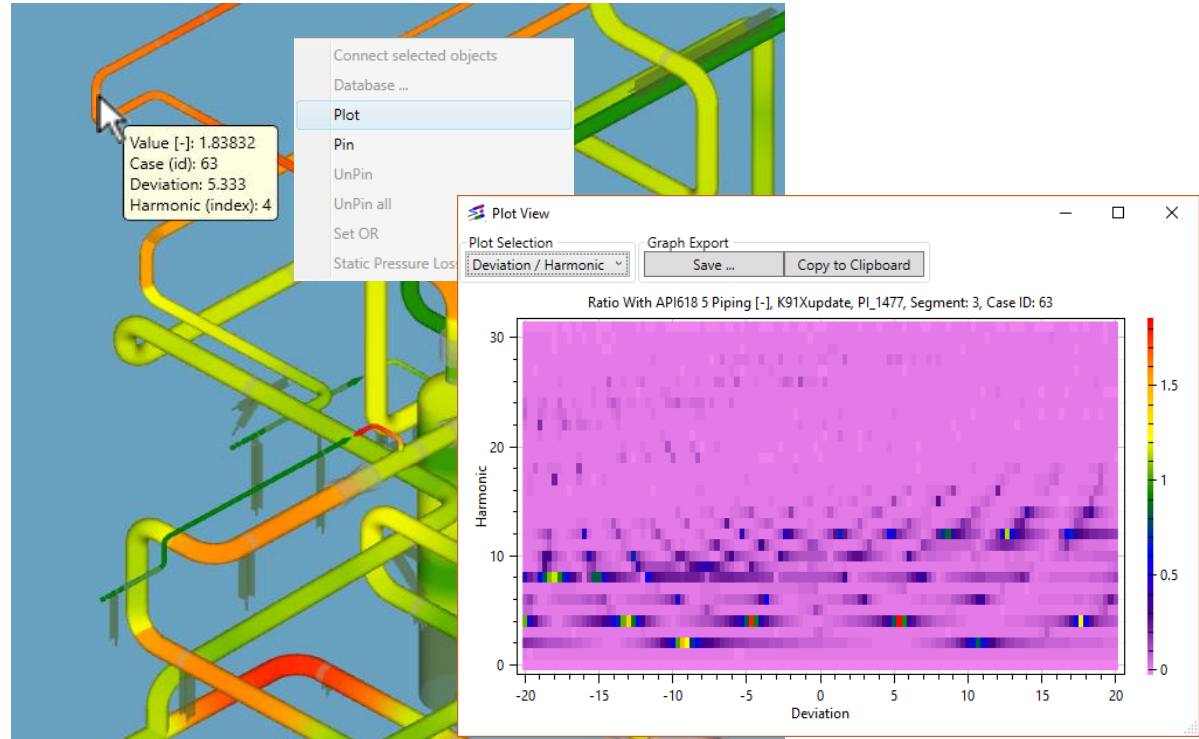 Connect selected objects
Database ...
Plot
Pin
UnPin
UnPin all
Set OR
Static Pressure Los
Value [-]: 1.83832
Case (id): 63
Deviation: 5.333
Harmonic (index): 4
Plot View
Plot Selection
Graph Export
Deviation / Harmonic
Save ...
Copy to Clipboard
Ratio With API618 5 Piping [-], K91Xupdate, PI_1477, Segment: 3, Case ID: 63
Harmonic
30
20
10
0
-20 -15 -10 -5 0 5 10 15 20
Deviation
1.5
1
0.5
0